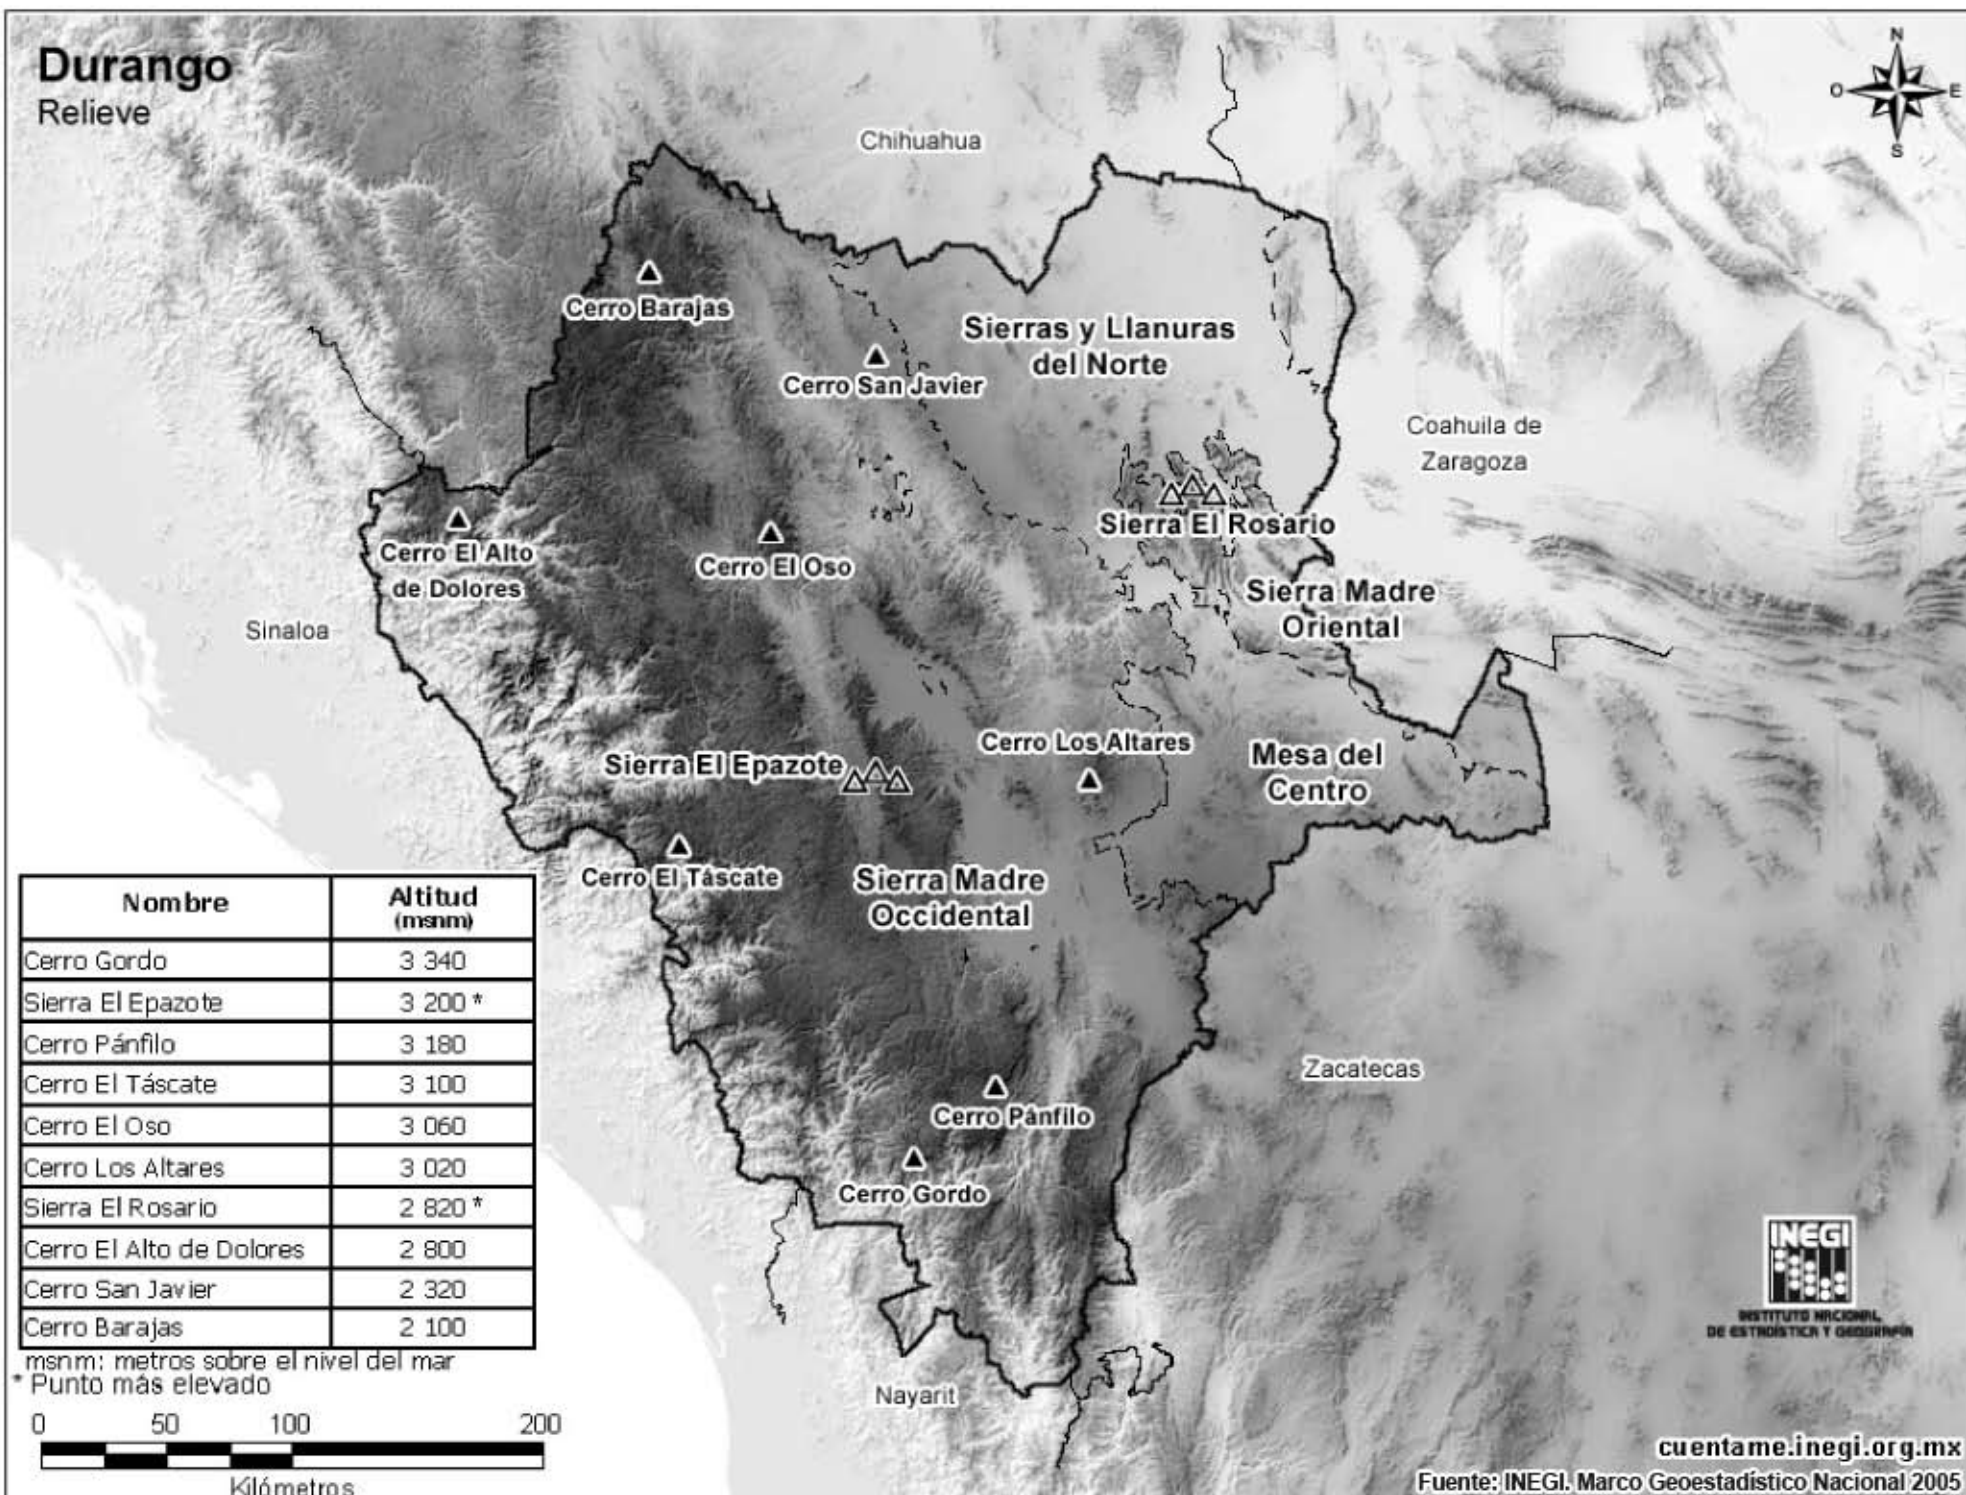 Durango
Relieve
N
O
E
S
Chihuahua
Cerro Barajas
Sierras y Llanuras
del Norte
Cerro San Javier
Coahuila de
Zaragoza
Sierra El Rosario
Cerro El Alto
de Dolores
Cerro El Oso
Sierra Madre
Oriental
Sinaloa
Cerro Los Altares
Sierra El Epazote
Mesa del
Centro
Cerro El Táscate
Sierra Madre
Occidental
Nombre Altitud
(msnm)
Cerro Gordo 3 340
Sierra El Epazote 3 200 *
Cerro Pánfilo 3 180
Cerro El Táscate 3 100
Cerro El Oso 3 060
Cerro Los Altares 3 020
Sierra El Rosario 2 820 *
Cerro El Alto de Dolores 2 800
Cerro San Javier 2 320
Cerro Barajas 2 100
msnm: metros sobre el nivel del mar
* Punto más elevado
0 50 100 200
Kilómetros
Zacatecas
Cerro Pánfilo
Cerro Gordo
Nayarit
INEGI
INSTITUTO NACIONAL
DE ESTADÍSTICA Y GEOGRAFÍA
cuentame.inegi.org.mx
Fuente: INEGI. Marco Geoestadístico Nacional 2005